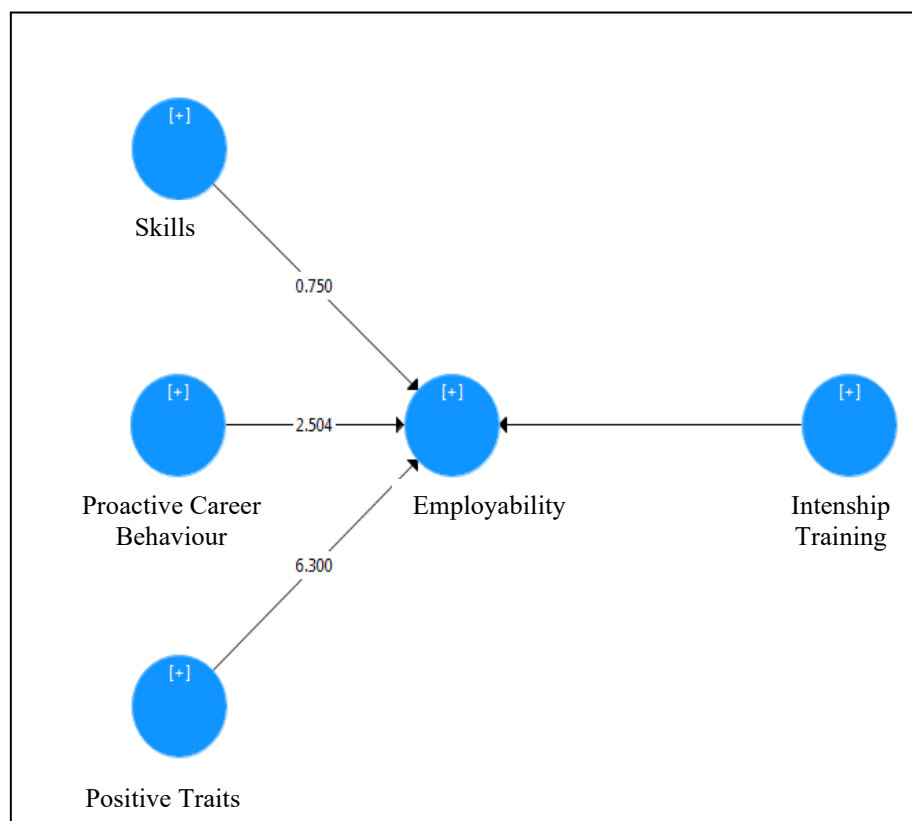 [+]
Skills
0.750
[+]
[+]
[+]
2.504
Proactive Career
Behaviour
Employability
Intenship
Training
6.300
[+]
Positive Traits